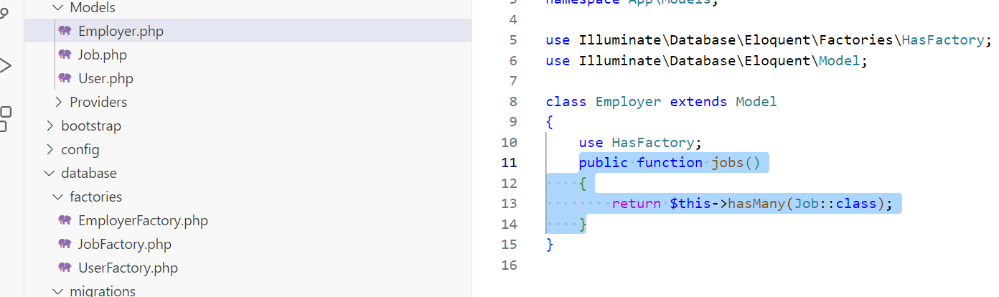 Models
Employer.php
Job.php
User.php
Providers
bootstrap
config
database
factories
EmployerFactory.php
JobFactory.php
UserFactory.php
migrations
3 namespace App\Models;
4
5 use Illuminate\Database\Eloquent\Factories\HasFactory;
6 use Illuminate\Database\Eloquent\Model;
7
8 class Employer extends Model
9 {
10 use HasFactory;
11 public function jobs()
12 {
13 return $this->hasMany(Job::class);
14 }
15 }
16